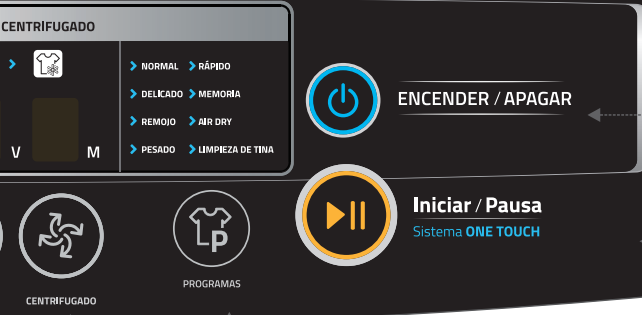 CENTRIFUGADO
NORMAL RÁPIDO
DELICADO MEMORIA
REMOJO AIR DRY
PESADO LIMPIEZA DE TINA
V M
ENCENDER / APAGAR
Iniciar / Pausa
Sistema ONE TOUCH
P
PROGRAMAS
CENTRIFUGADO